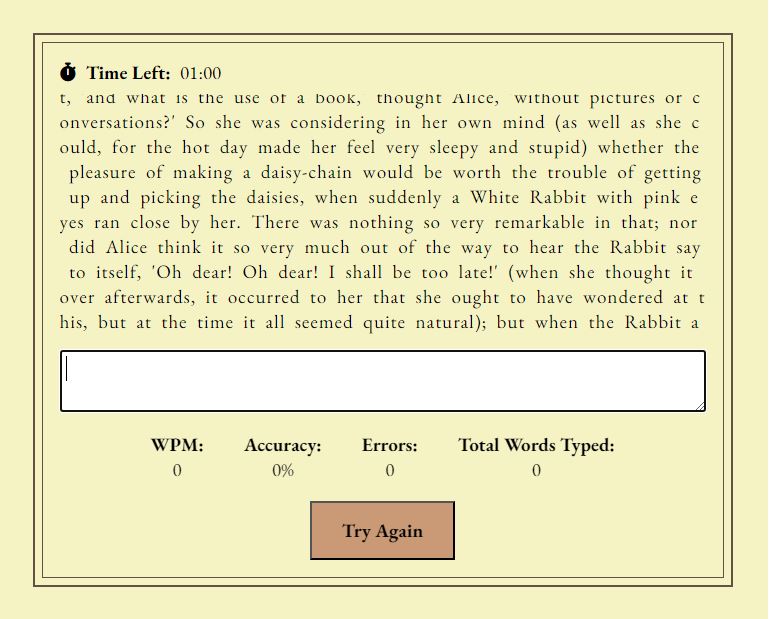 Time Left: 01:00
t, and what is the use of a book,' thought Alice, 'without pictures or c
onversations?' So she was considering in her own mind (as well as she c
ould, for the hot day made her feel very sleepy and stupid) whether the
pleasure of making a daisy-chain would be worth the trouble of getting
up and picking the daisies, when suddenly a White Rabbit with pink e
yes ran close by her. There was nothing so very remarkable in that; nor
did Alice think it so very much out of the way to hear the Rabbit say
to itself, 'Oh dear! Oh dear! I shall be too late!' (when she thought it
over afterwards, it occurred to her that she ought to have wondered at t
his, but at the time it all seemed quite natural); but when the Rabbit a
WPM: Accuracy: Errors: Total Words Typed:
0 0% 0 0
Try Again